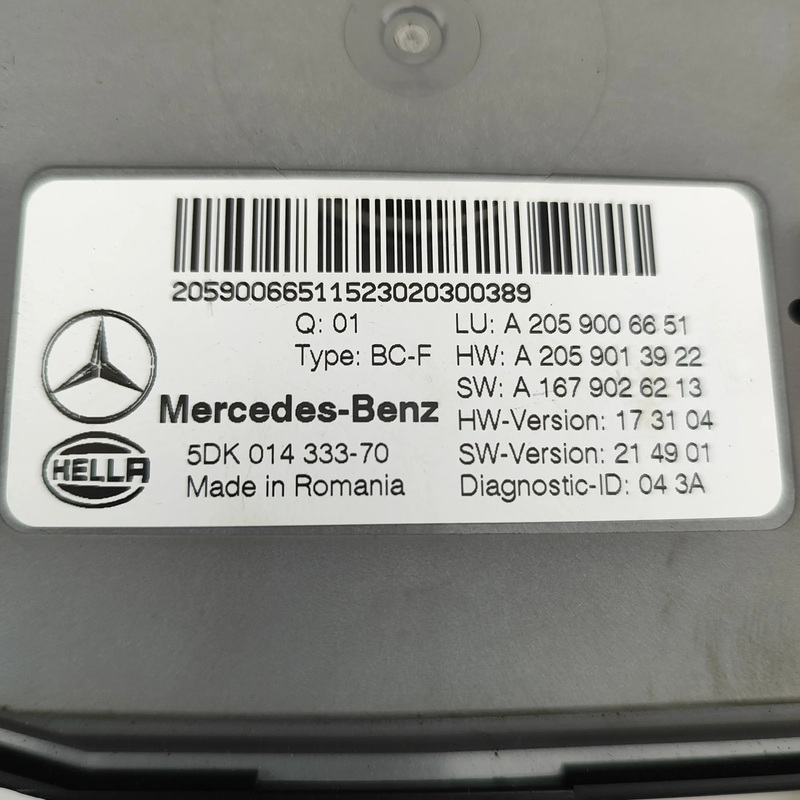 20590066511523020300389
Q: 01
LU: A 205 900 66 51
Type: BC-F
HW: A 205 901 39 22
SW: A 167 902 62 13
Mercedes-Benz
HW-Version: 17 31 04
HELLA
5DK 014 333-70
SW-Version: 21 49 01
Made in Romania
Diagnostic-ID: 04 3A